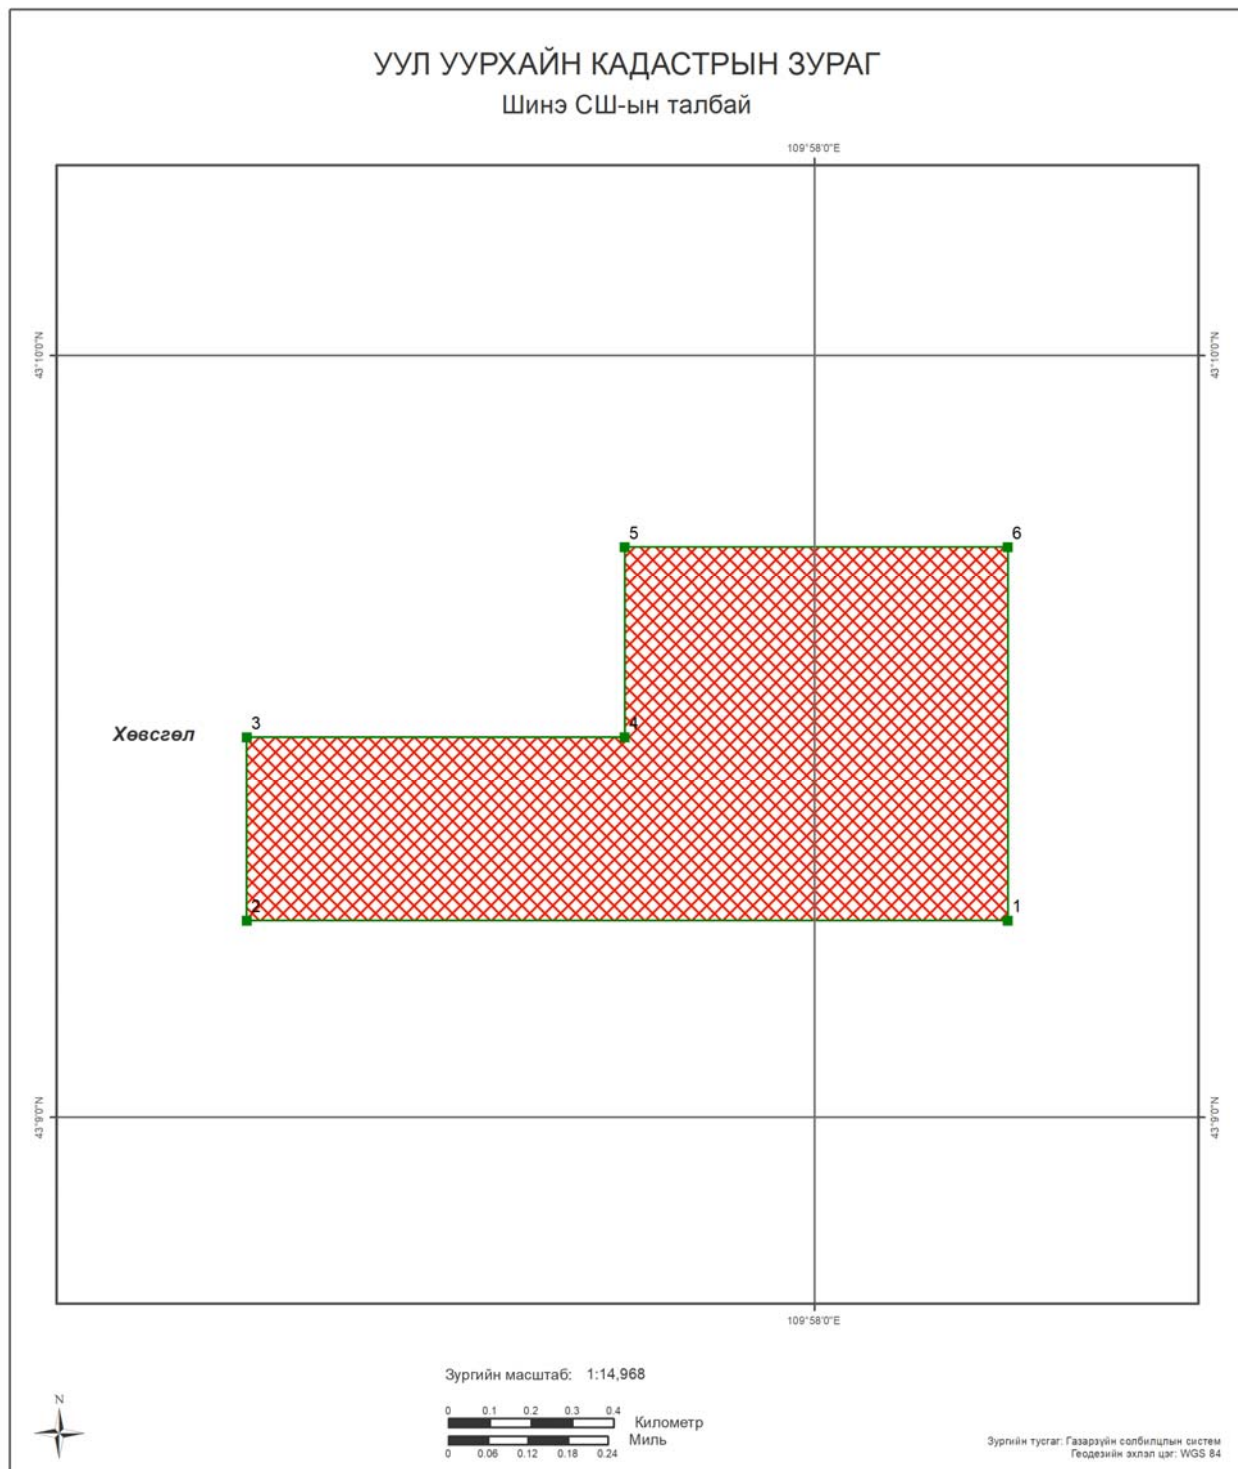 УУЛ УУРХАЙН КАДАСТРЫН ЗУРАГ
Шинэ СШ-ын талбай
109°58'0"E
43°10'0"N
43°10'0"N
5
6
3
4
Хөвсгөл
2
1
43°9'0"N
43°9'0"N
109°58'0"E
Зургийн масштаб: 1:14,968
N
0 0.1 0.2 0.3 0.4
Километр
Миль
0 0.06 0.12 0.18 0.24
Зургийн тусгаг: Газарзүйн солбилцлын систем
Геодезийн эхлэл цэг: WGS 84